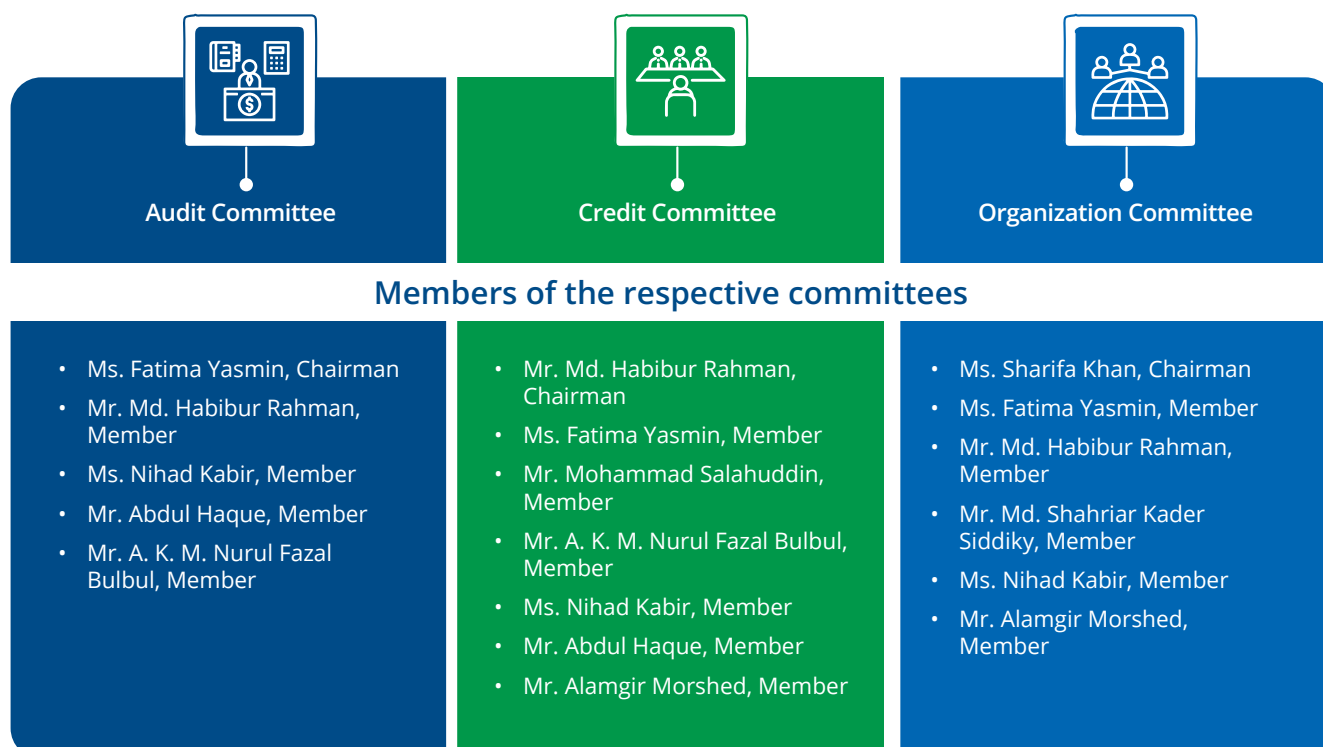 Audit Committee
Credit Committee
Organization Committee
Members of the respective committees
• Ms. Fatima Yasmin, Chairman
• Mr. Md. Habibur Rahman,
Member
• Ms. Nihad Kabir, Member
• Mr. Abdul Haque, Member
• Mr. A. K. M. Nurul Fazal
Bulbul, Member
• Mr. Md. Habibur Rahman,
Chairman
• Ms. Fatima Yasmin, Member
• Mr. Mohammad Salahuddin,
Member
• Mr. A. K. M. Nurul Fazal Bulbul,
Member
• Ms. Nihad Kabir, Member
• Mr. Abdul Haque, Member
• Mr. Alamgir Morshed, Member
• Ms. Sharifa Khan, Chairman
• Ms. Fatima Yasmin, Member
• Mr. Md. Habibur Rahman,
Member
• Mr. Md. Shahriar Kader
Siddiky, Member
• Ms. Nihad Kabir, Member
• Mr. Alamgir Morshed,
Member